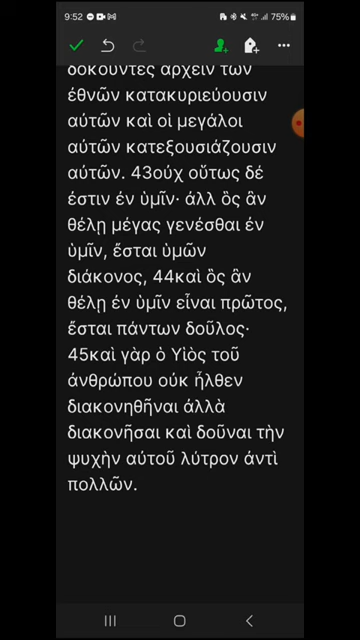 9:52
75%
δοκοῦντες ἄρχειν τῶν
ἐθνῶν κατακυριεύουσιν
αὐτῶν καὶ οἱ μεγάλοι
αὐτῶν κατεξουσιάζουσιν
αὐτῶν. 43οὐχ οὕτως δέ
ἐστιν ἐν ὑμῖν· ἀλλ ὃς ἂν
θέλῃ μέγας γενέσθαι ἐν
ὑμῖν, ἔσται ὑμῶν
διάκονος, 44καὶ ὃς ἂν
θέλῃ ἐν ὑμῖν εἶναι πρῶτος,
ἔσται πάντων δοῦλος·
45καὶ γὰρ ὁ Υἱὸς τοῦ
ἀνθρώπου οὐκ ἦλθεν
διακονηθῆναι ἀλλὰ
διακονῆσαι καὶ δοῦναι τὴν
ψυχὴν αὐτοῦ λύτρον ἀντὶ
πολλῶν.